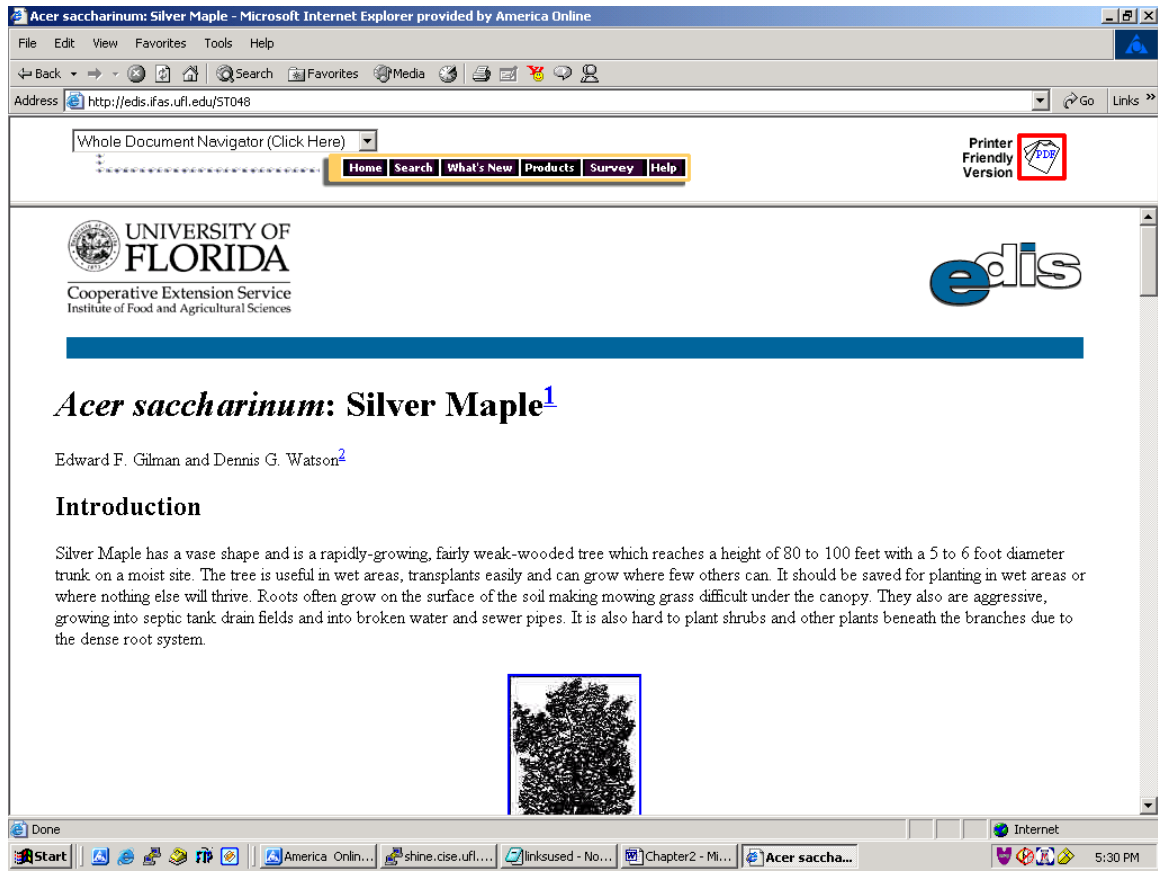 Acer saccharinum: Silver Maple - Microsoft Internet Explorer provided by America Online
File Edit View Favorites Tools Help
Back Search Favorites Media
Address http://edis.ifas.ufl.edu/ST048 Go Links »
Whole Document Navigator (Click Here)
Home Search What's New Products Survey Help
Printer
Friendly
Version
PDF
UNIVERSITY OF
FLORIDA
Cooperative Extension Service
Institute of Food and Agricultural Sciences
edis
Acer saccharinum: Silver Maple1
Edward F. Gilman and Dennis G. Watson2
Introduction
Silver Maple has a vase shape and is a rapidly-growing, fairly weak-wooded tree which reaches a height of 80 to 100 feet with a 5 to 6 foot diameter
trunk on a moist site. The tree is useful in wet areas, transplants easily and can grow where few others can. It should be saved for planting in wet areas or
where nothing else will thrive. Roots often grow on the surface of the soil making mowing grass difficult under the canopy. They also are aggressive,
growing into septic tank drain fields and into broken water and sewer pipes. It is also hard to plant shrubs and other plants beneath the branches due to
the dense root system.
Done Internet
Start America Onlin... shine.cise.ufl.... linksused - No... Chapter2 - Mi... Acer saccha... 5:30 PM